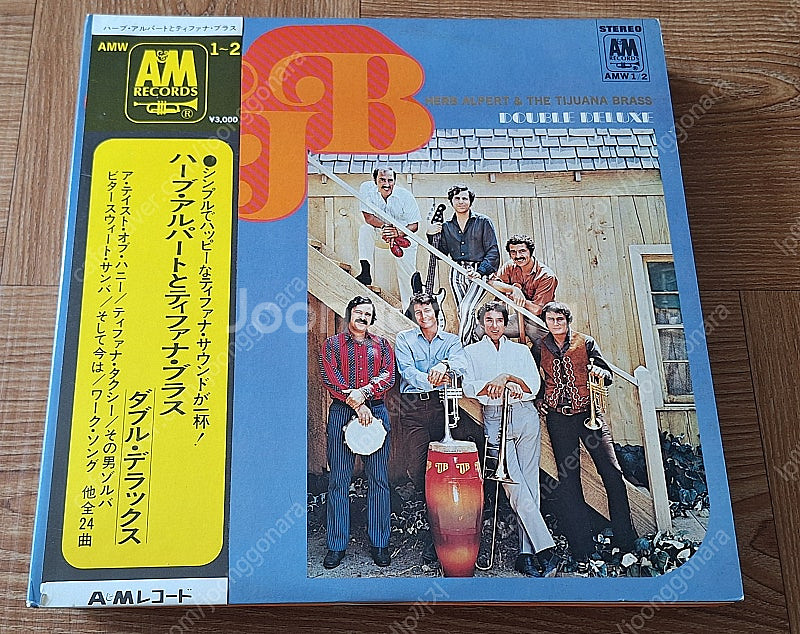 ハーブ・アルパートとティファナ・ブラス
AMW 1~2
A&M
RECORDS
®
¥3,000
●シンプルでハッピーなティファナ・サウンドが一杯！
ハーブ・アルパートとティファナ・ブラス
ダブル・デラックス
ア・テイスト・オブ・ハニー/ティファナ・タクシー/その男ゾルバ
ビタースウィート・サンバ/そして今は/ワーク・ソング 他全24曲
A&Mレコード
TJB
STEREO
A&M
RECORDS
AMW 1/2
HERB ALPERT & THE TIJUANA BRASS
DOUBLE DELUXE
TJB